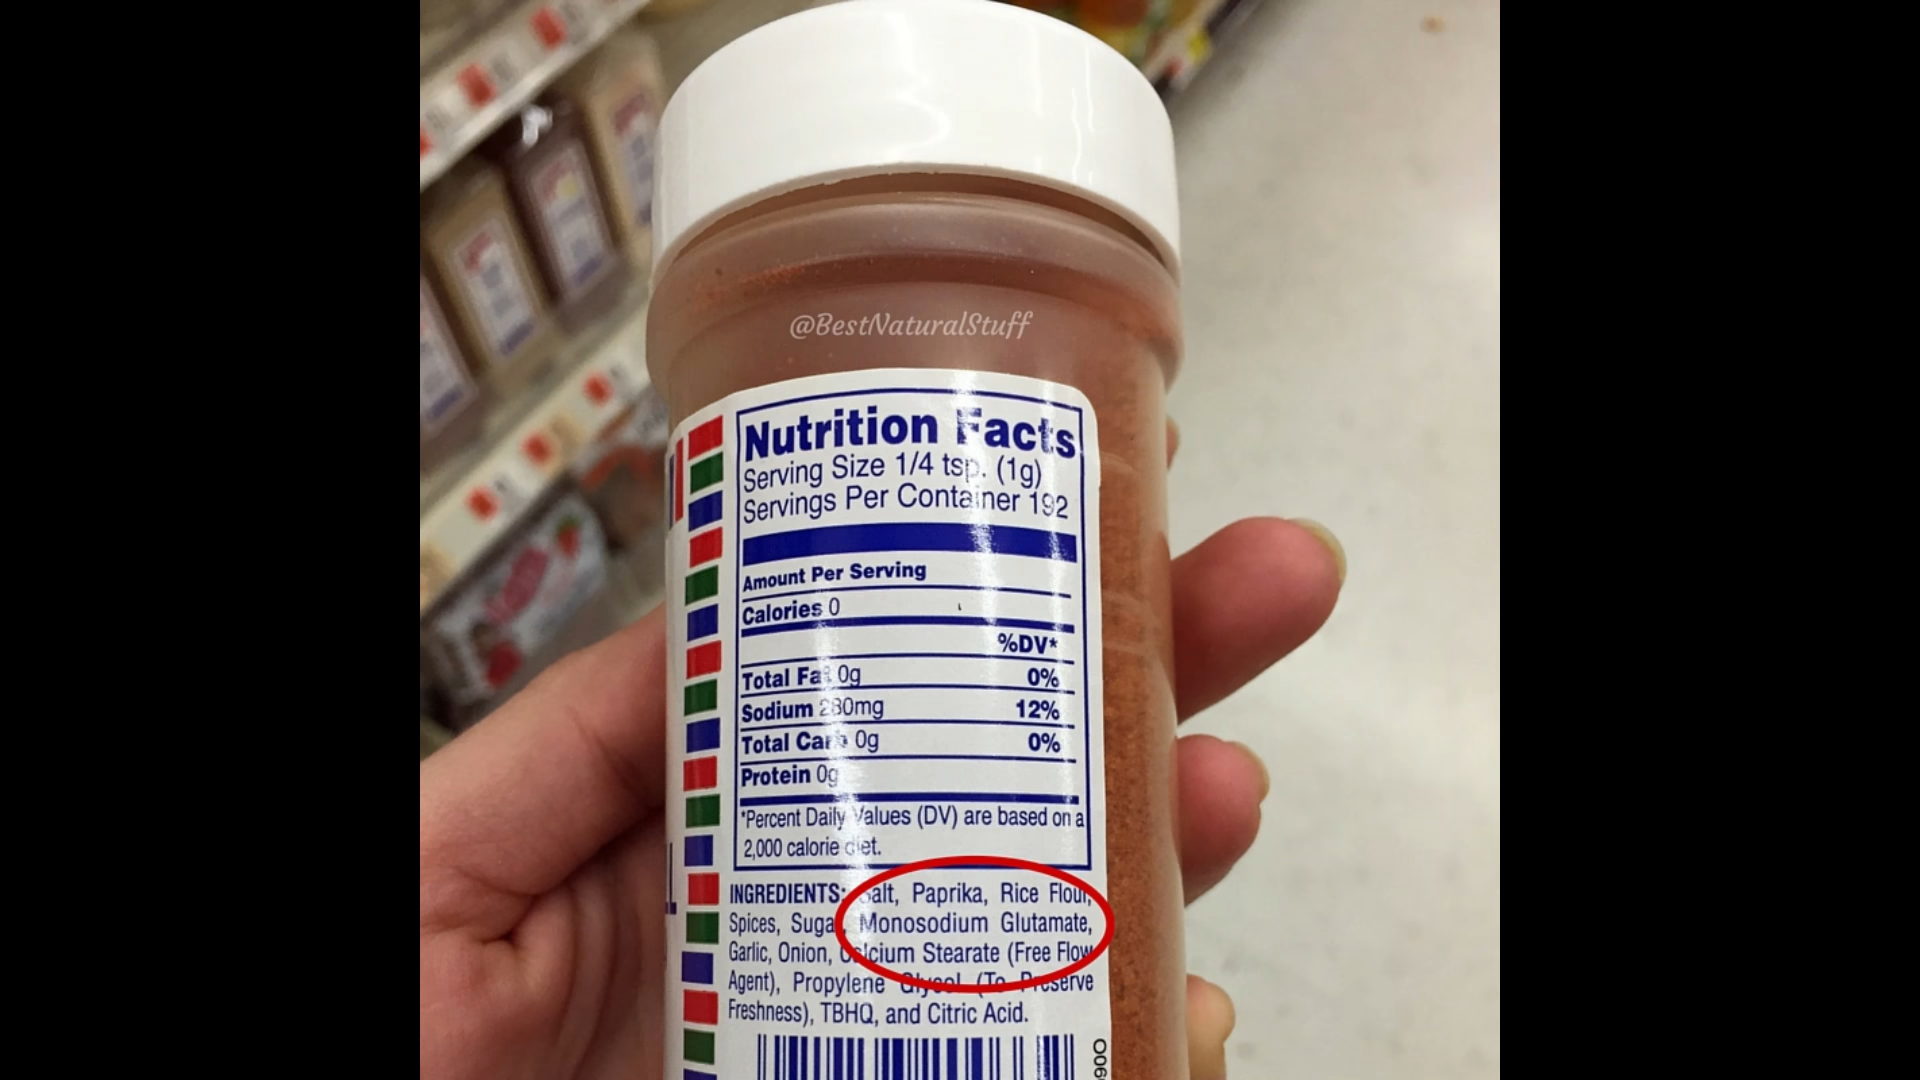 @BestNaturalStuff
Nutrition Facts
Serving Size 1/4 tsp. (1g)
Servings Per Container 192
Amount Per Serving
Calories 0
%DV*
Total Fat 0g 0%
Sodium 280mg 12%
Total Carb 0g 0%
Protein 0g
*Percent Daily Values (DV) are based on a
2,000 calorie diet.
INGREDIENTS: Salt, Paprika, Rice Flour,
Spices, Sugar, Monosodium Glutamate,
Garlic, Onion, Calcium Stearate (Free Flow
Agent), Propylene Glycol (To Preserve
Freshness), TBHQ, and Citric Acid.